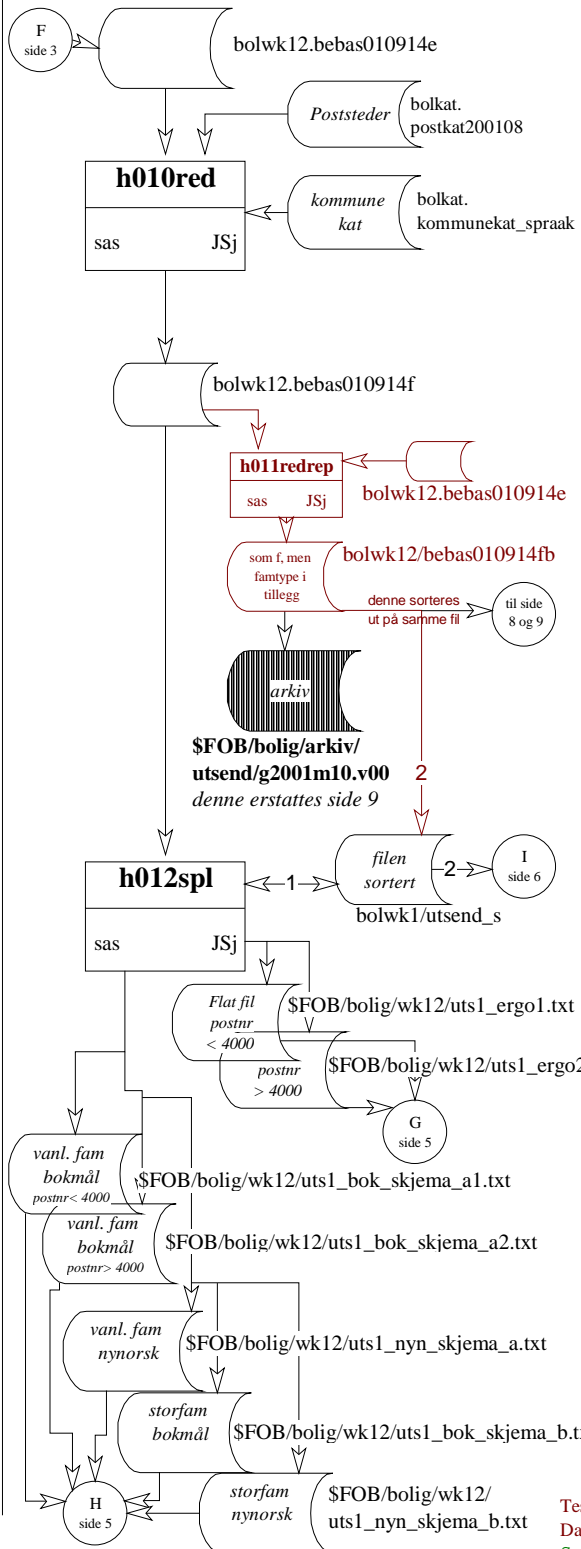 F
side 3
bolwk12.bebas010914e
Poststeder
bolkat.
postkat200108
h010red
sas JSj
kommune
kat
bolkat.
kommunekat_spraak
bolwk12.bebas010914f
h011redrep
sas JSj
bolwk12.bebas010914e
som f, men
famtype i
tillegg
bolwk12/bebas010914fb
denne sorteres
ut på samme fil
til side
8 og 9
arkiv
$FOB/bolig/arkiv/
utsend/g2001m10.v00
denne erstattes side 9
2
h012spl
sas JSj
1
filen
sortert
2
I
side 6
bolwk1/utsend_s
Flat fil
postnr
< 4000
$FOB/bolig/wk12/uts1_ergo1.txt
postnr
> 4000
$FOB/bolig/wk12/uts1_ergo2
G
side 5
vanl. fam
bokmål
postnr< 4000
$FOB/bolig/wk12/uts1_bok_skjema_a1.txt
vanl. fam
bokmål
postnr> 4000
$FOB/bolig/wk12/uts1_bok_skjema_a2.txt
vanl. fam
nynorsk
$FOB/bolig/wk12/uts1_nyn_skjema_a.txt
storfam
bokmål
$FOB/bolig/wk12/uts1_bok_skjema_b.t
storfam
nynorsk
$FOB/bolig/wk12/
uts1_nyn_skjema_b.txt
H
side 5
Tes
Da